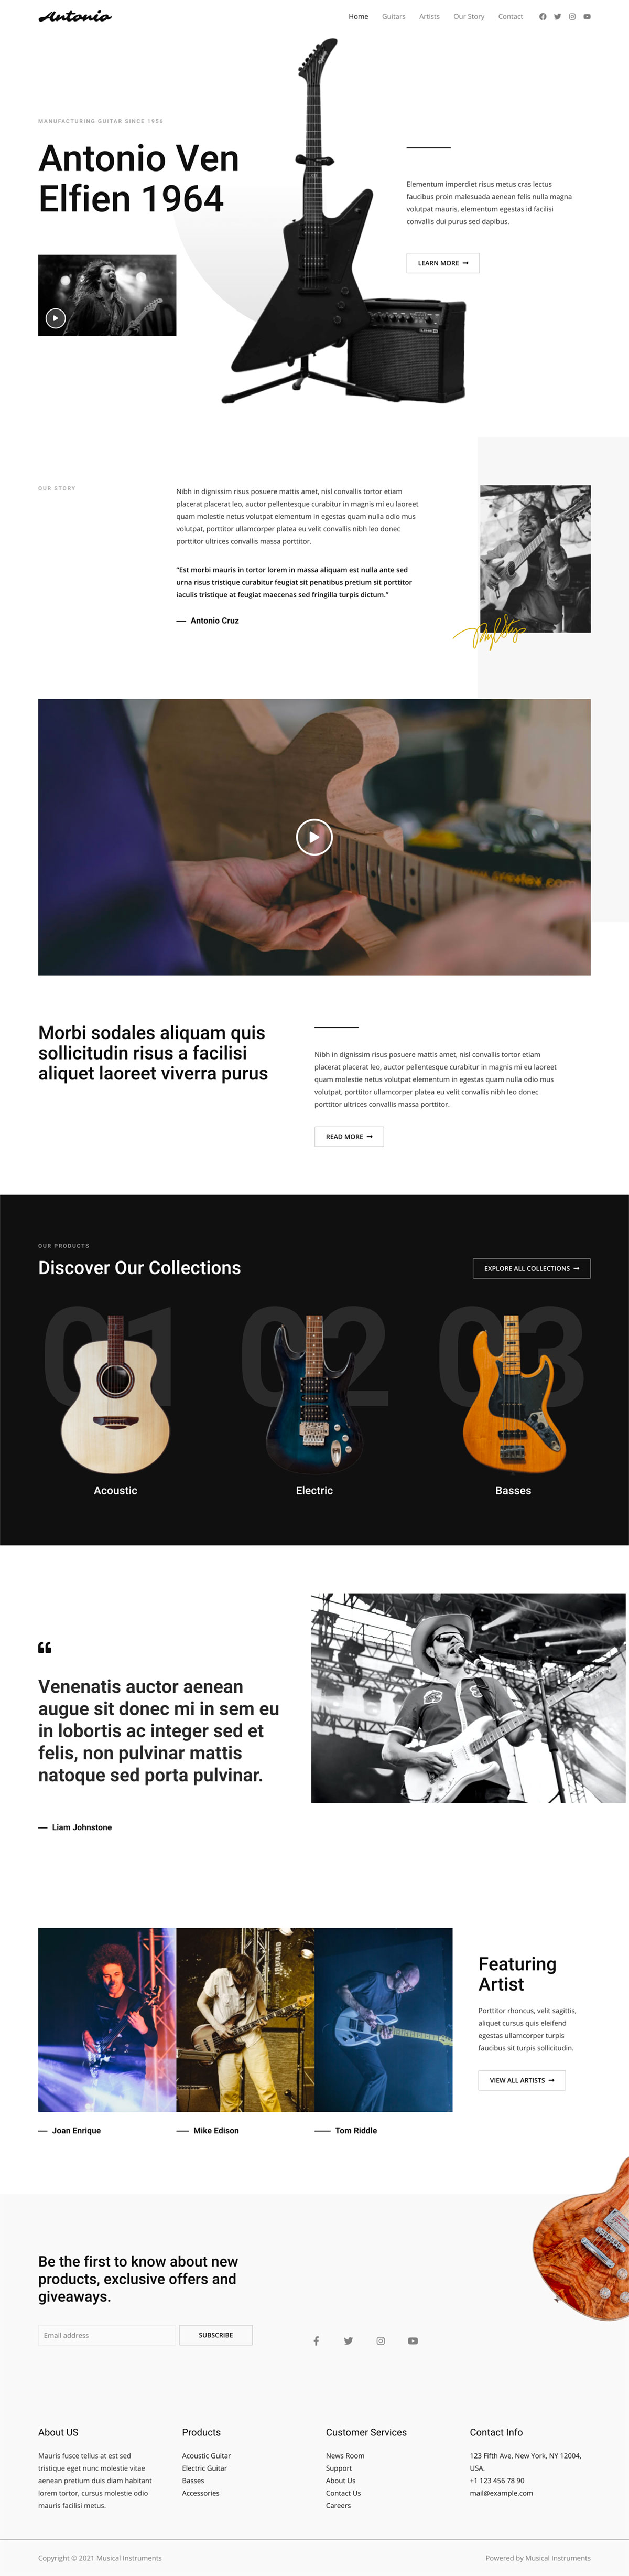 Antonio
Home Guitars Artists Our Story Contact
MANUFACTURING GUITAR SINCE 1956
Antonio Ven
Elfien 1964
Elementum imperdiet risus metus cras lectus
faucibus proin malesuada aenean felis nulla magna
volutpat mauris, elementum egestas id facilisi
convallis dui purus sed dapibus.
LEARN MORE
OUR STORY
Nibh in dignissim risus posuere mattis amet, nisl convallis tortor etiam
placerat placerat leo, auctor pellentesque curabitur in magnis mi eu laoreet
quam molestie netus volutpat elementum in egestas quam nulla odio mus
volutpat, porttitor ullamcorper platea eu velit convallis nibh leo donec
porttitor ultrices convallis massa porttitor.
“Est morbi mauris in tortor lorem in massa aliquam est nulla ante sed
urna risus tristique curabitur feugiat sit penatibus pretium sit porttitor
iaculis tristique at feugiat maecenas sed fringilla turpis dictum.”
Antonio Cruz
Morbi sodales aliquam quis
sollicitudin risus a facilisi
aliquet laoreet viverra purus
Nibh in dignissim risus posuere mattis amet, nisl convallis tortor etiam
placerat placerat leo, auctor pellentesque curabitur in magnis mi eu laoreet
quam molestie netus volutpat elementum in egestas quam nulla odio mus
volutpat, porttitor ullamcorper platea eu velit convallis nibh leo donec
porttitor ultrices convallis massa porttitor.
READ MORE
OUR PRODUCTS
Discover Our Collections
EXPLORE ALL COLLECTIONS
01
02
03
Acoustic
Electric
Basses
Venenatis auctor aenean
augue sit donec mi in sem eu
in lobortis ac integer sed et
felis, non pulvinar mattis
natoque sed porta pulvinar.
Liam Johnstone
Joan Enrique
Mike Edison
Tom Riddle
Featuring
Artist
Porttitor rhoncus, velit sagittis,
aliquet cursus quis eleifend
egestas ullamcorper turpis
faucibus sit turpis sollicitudin.
VIEW ALL ARTISTS
Be the first to know about new
products, exclusive offers and
giveaways.
Email address
SUBSCRIBE
About US
Mauris fusce tellus at est sed
tristique eget nunc molestie vitae
aenean pretium duis diam habitant
lorem tortor, cursus molestie odio
mauris facilisi metus.
Products
Acoustic Guitar
Electric Guitar
Basses
Accessories
Customer Services
News Room
Support
About Us
Contact Us
Careers
Contact Info
123 Fifth Ave, New York, NY 12004,
USA.
+1 123 456 78 90
mail@example.com
Copyright © 2021 Musical Instruments
Powered by Musical Instruments